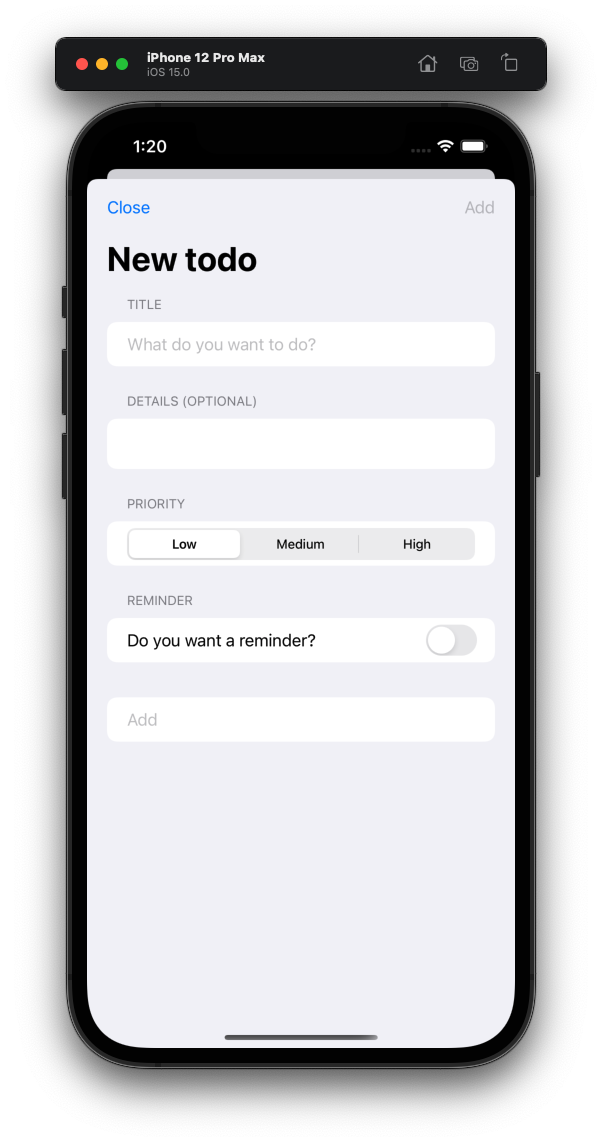 iPhone 12 Pro Max
iOS 15.0
1:20
Close Add
New todo
TITLE
What do you want to do?
DETAILS (OPTIONAL)
PRIORITY
Low Medium High
REMINDER
Do you want a reminder?
Add